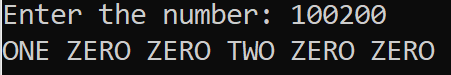 Enter the number: 100200
ONE ZERO ZERO TWO ZERO ZERO